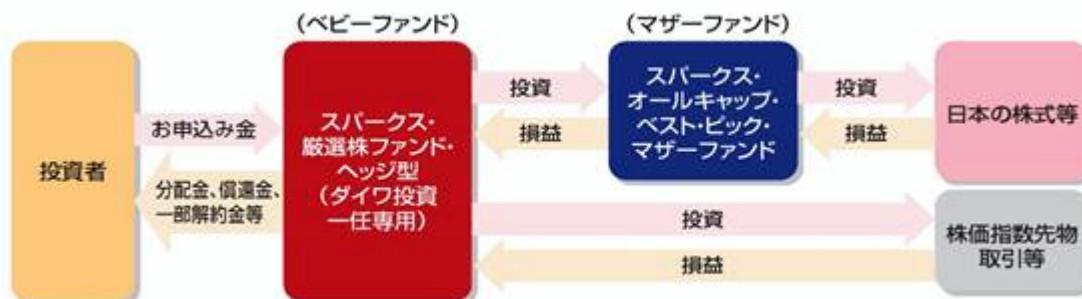 （ベビーファンド）
（マザーファンド）
投資者
お申込み金
分配金、償還金、
一部解約金等
スパークス・
厳選株ファンド・
ヘッジ型
（ダイワ投資
一任専用）
投資
損益
スパークス・
オールキャップ・
ベスト・ピック・
マザーファンド
投資
損益
日本の株式等
投資
損益
株価指数先物
取引等